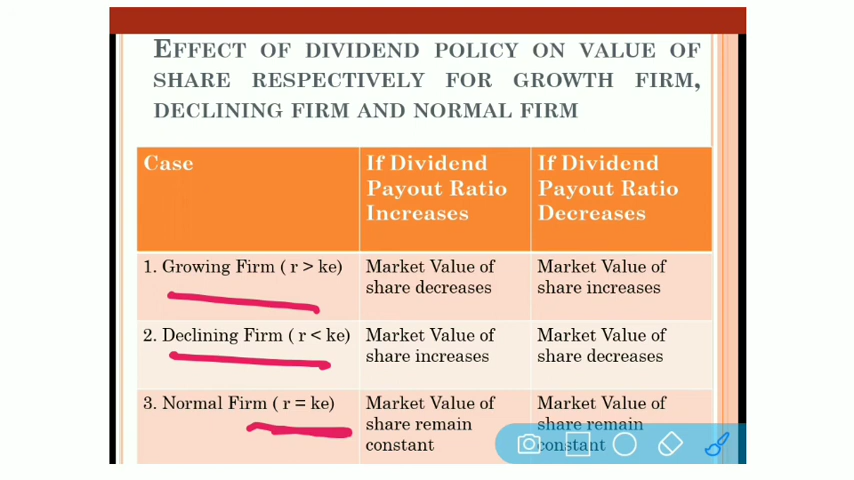 EFFECT OF DIVIDEND POLICY ON VALUE OF
SHARE RESPECTIVELY FOR GROWTH FIRM,
DECLINING FIRM AND NORMAL FIRM
Case
If Dividend
Payout Ratio
Increases
If Dividend
Payout Ratio
Decreases
1. Growing Firm ( r > ke)
Market Value of
share decreases
Market Value of
share increases
2. Declining Firm ( r < ke)
Market Value of
share increases
Market Value of
share decreases
3. Normal Firm ( r = ke)
Market Value of
share remain
constant
Market Value of
share remain
constant